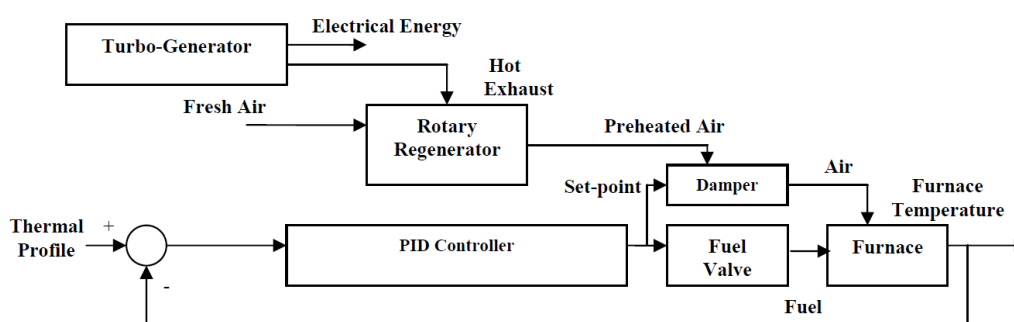 Electrical Energy
Turbo-Generator
Hot
Exhaust
Fresh Air
Rotary
Regenerator
Preheated Air
Air
Set-point
Damper
Furnace
Temperature
Thermal
Profile
+
-
PID Controller
Fuel
Valve
Furnace
Fuel